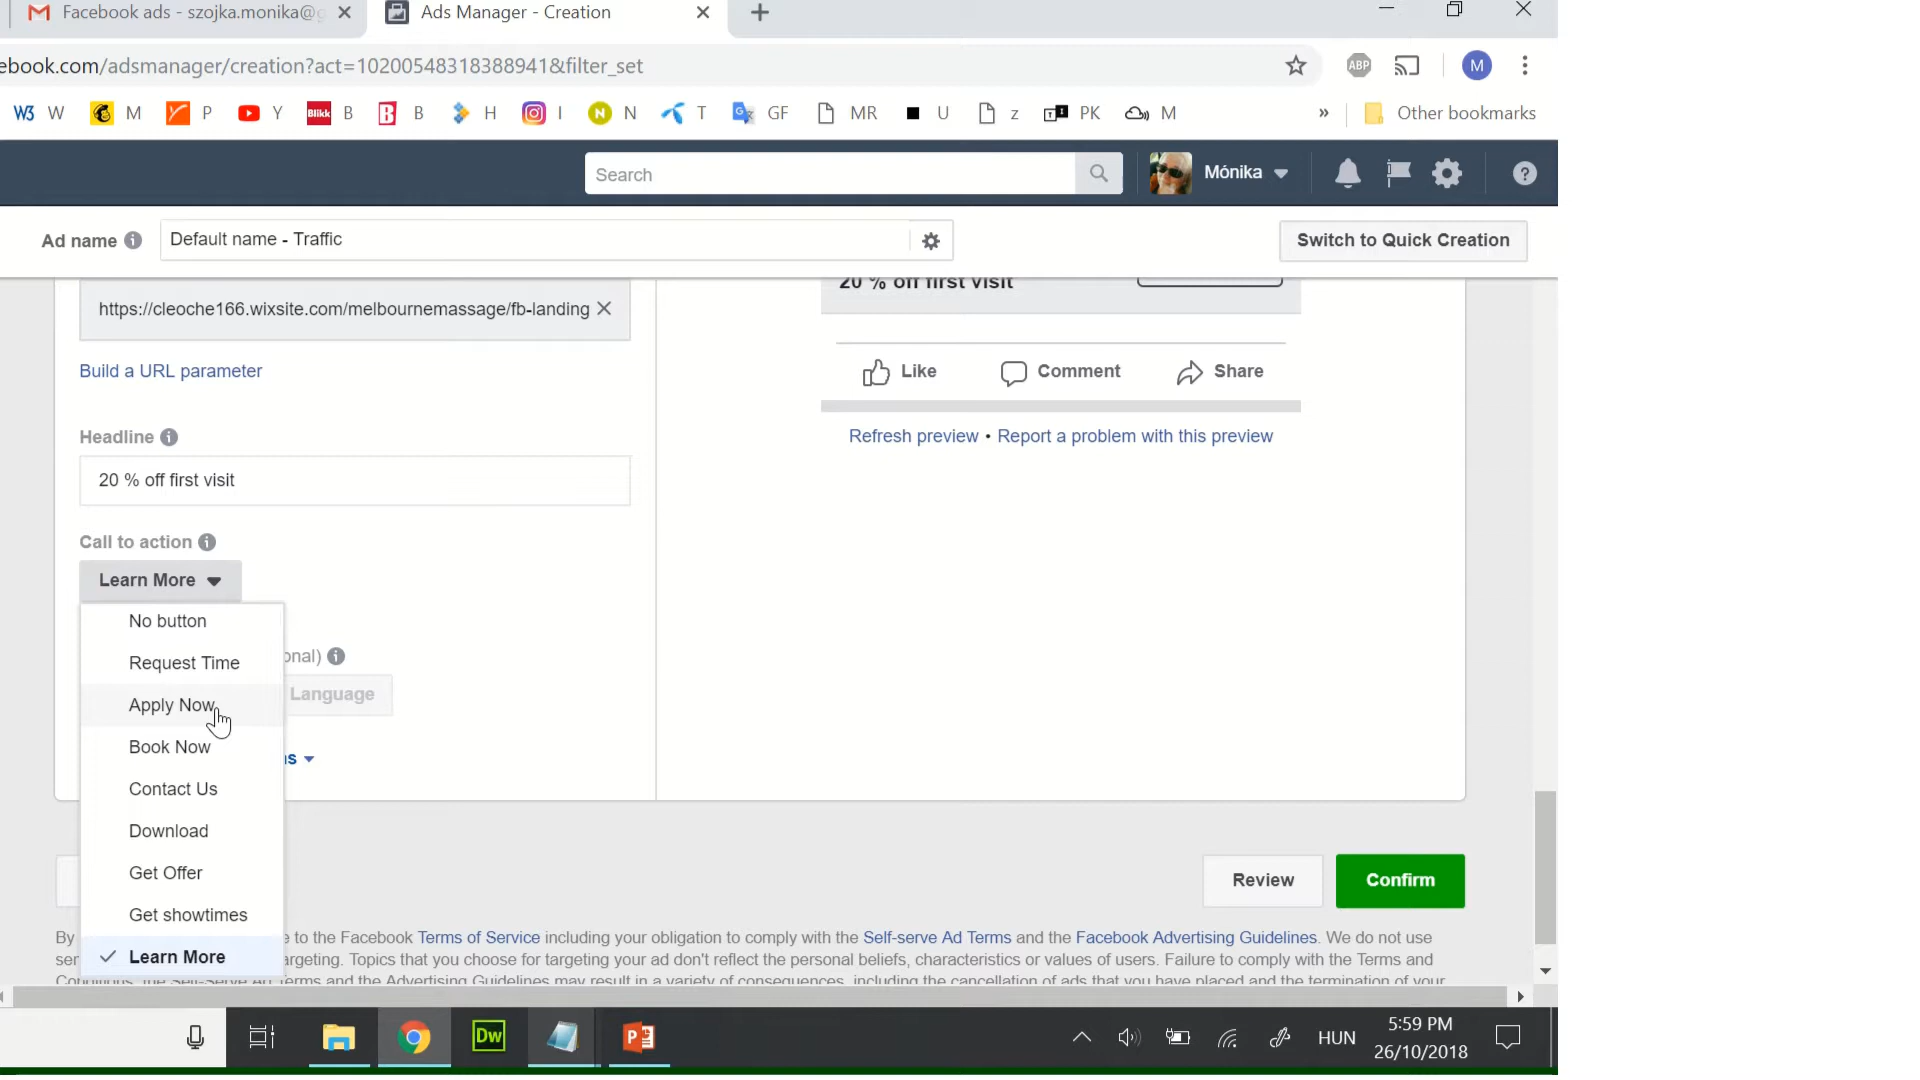 Facebook ads - szojka.monika@g
Ads Manager - Creation
ebook.com/adsmanager/creation?act=10200548318388941&filter_set
ABP
M
W3 W
M
P
Y
Blikk B
B
H
I
N
T
GF
MR
U
z
PK
M
»
Other bookmarks
Search
Mónika
Ad name
Default name - Traffic
Switch to Quick Creation
https://cleoche166.wixsite.com/melbournemassage/fb-landing
20 % off first visit
Build a URL parameter
Like
Comment
Share
Refresh preview • Report a problem with this preview
Headline
20 % off first visit
Call to action
Learn More
No button
Request Time
Apply Now
Book Now
Contact Us
Download
Get Offer
Get showtimes
Learn More
onal)
Language
ns
Review
Confirm
By
e to the Facebook Terms of Service including your obligation to comply with the Self-serve Ad Terms and the Facebook Advertising Guidelines. We do not use
ser
argeting. Topics that you choose for targeting your ad don't reflect the personal beliefs, characteristics or values of users. Failure to comply with the Terms and
Conditions, the Self-Serve Ad Terms and the Advertising Guidelines may result in a variety of consequences, including the cancellation of ads that you have placed and the termination of your
Dw
HUN
5:59 PM
26/10/2018